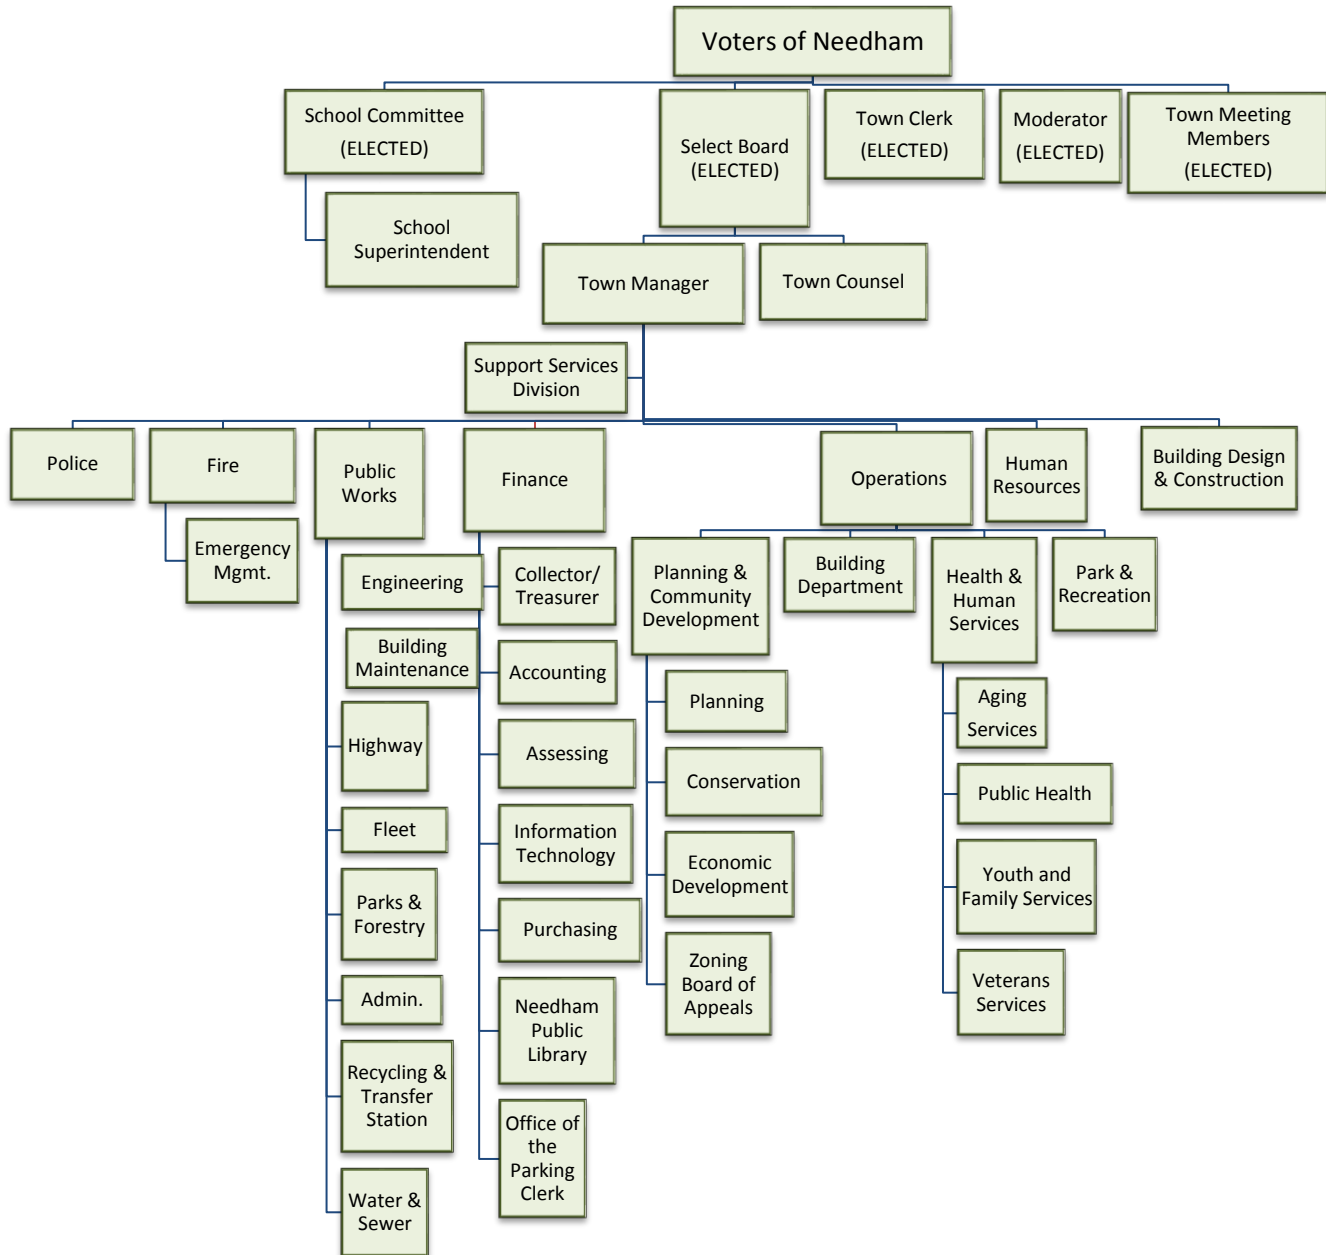 Voters of Needham
School Committee
(ELECTED)
Select Board
(ELECTED)
Town Clerk
(ELECTED)
Moderator
(ELECTED)
Town Meeting
Members
(ELECTED)
School
Superintendent
Town Manager
Town Counsel
Support Services
Division
Police
Fire
Public
Works
Finance
Operations
Human
Resources
Building Design
& Construction
Emergency
Mgmt.
Engineering
Building
Maintenance
Highway
Fleet
Parks &
Forestry
Admin.
Recycling &
Transfer
Station
Water &
Sewer
Collector/
Treasurer
Accounting
Assessing
Information
Technology
Purchasing
Needham
Public
Library
Office of
the
Parking
Clerk
Planning &
Community
Development
Planning
Conservation
Economic
Development
Zoning
Board of
Appeals
Building
Department
Health &
Human
Services
Aging
Services
Public Health
Youth and
Family Services
Veterans
Services
Park &
Recreation